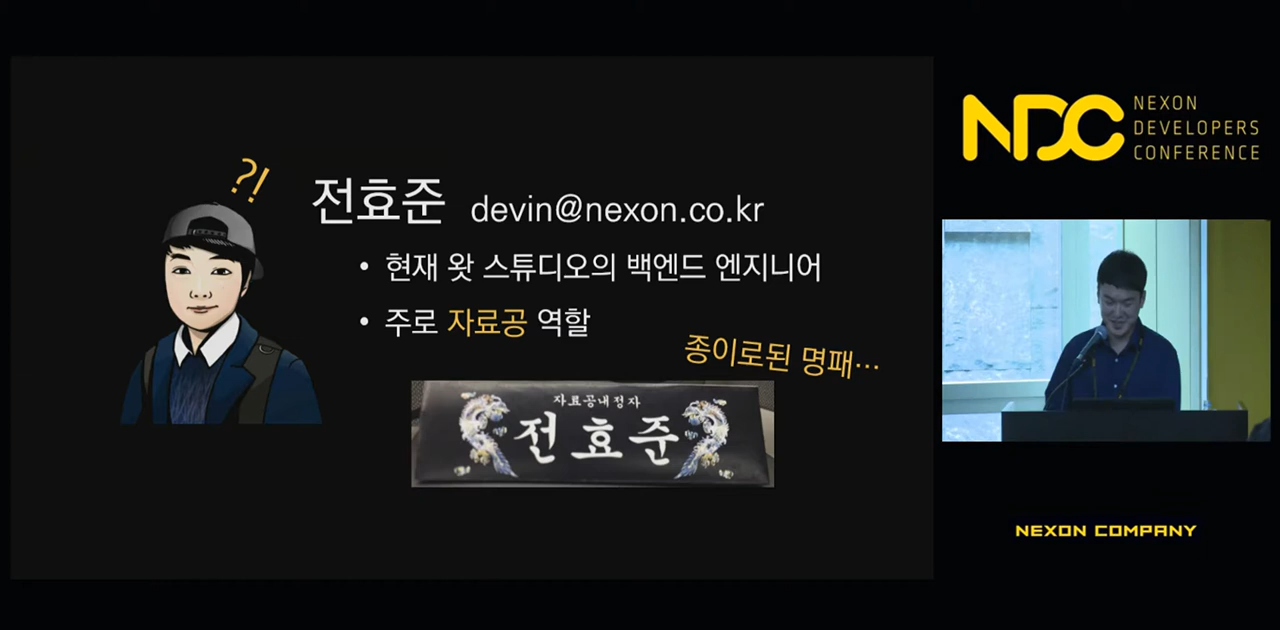 ?!
전효준 devin@nexon.co.kr
• 현재 왓 스튜디오의 백엔드 엔지니어
• 주로 자료공 역할
종이로된 명패…
자료공내정자
전효준
NDC
NEXON
DEVELOPERS
CONFERENCE
NEXON COMPANY